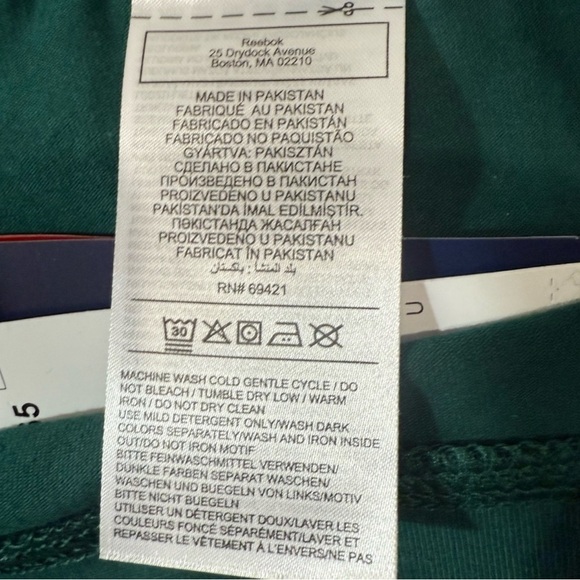 Reebok
25 Drydock Avenue
Boston, MA 02210
MADE IN PAKISTAN
FABRIQUÉ AU PAKISTAN
FABRICADO EN PAKISTÁN
FABRICADO NO PAQUISTÃO
GYÁRTVA: PAKISZTÁN
СДЕЛАНО В ПАКИСТАНЕ
ПРОИЗВЕДЕНО В ПАКИСТАН
PROIZVEDENO U PAKISTANU
PAKİSTAN'DA İMAL EDİLMİŞTİR.
ПӘКІСТАНДА ЖАСАЛҒАН
PROIZVEDENO U PAKISTANU
FABRICAT ÎN PAKISTAN
بلد المنشأ : باكستان
RN# 69421
30
U
5
MACHINE WASH COLD GENTLE CYCLE / DO
NOT BLEACH / TUMBLE DRY LOW / WARM
IRON / DO NOT DRY CLEAN
USE MILD DETERGENT ONLY/WASH DARK
COLORS SEPARATELY/WASH AND IRON INSIDE
OUT/DO NOT IRON MOTIF
BITTE FEINWASCHMITTEL VERWENDEN/
DUNKLE FARBEN SEPARAT WASCHEN/
WASCHEN UND BUEGELN VON LINKS/MOTIV
BITTE NICHT BUEGELN
UTILISER UN DÉTERGENT DOUX/LAVER LES
COULEURS FONCÉ SÉPARÉMENT/LAVER ET
REPASSER LE VÊTEMENT À L'ENVERS/NE PAS